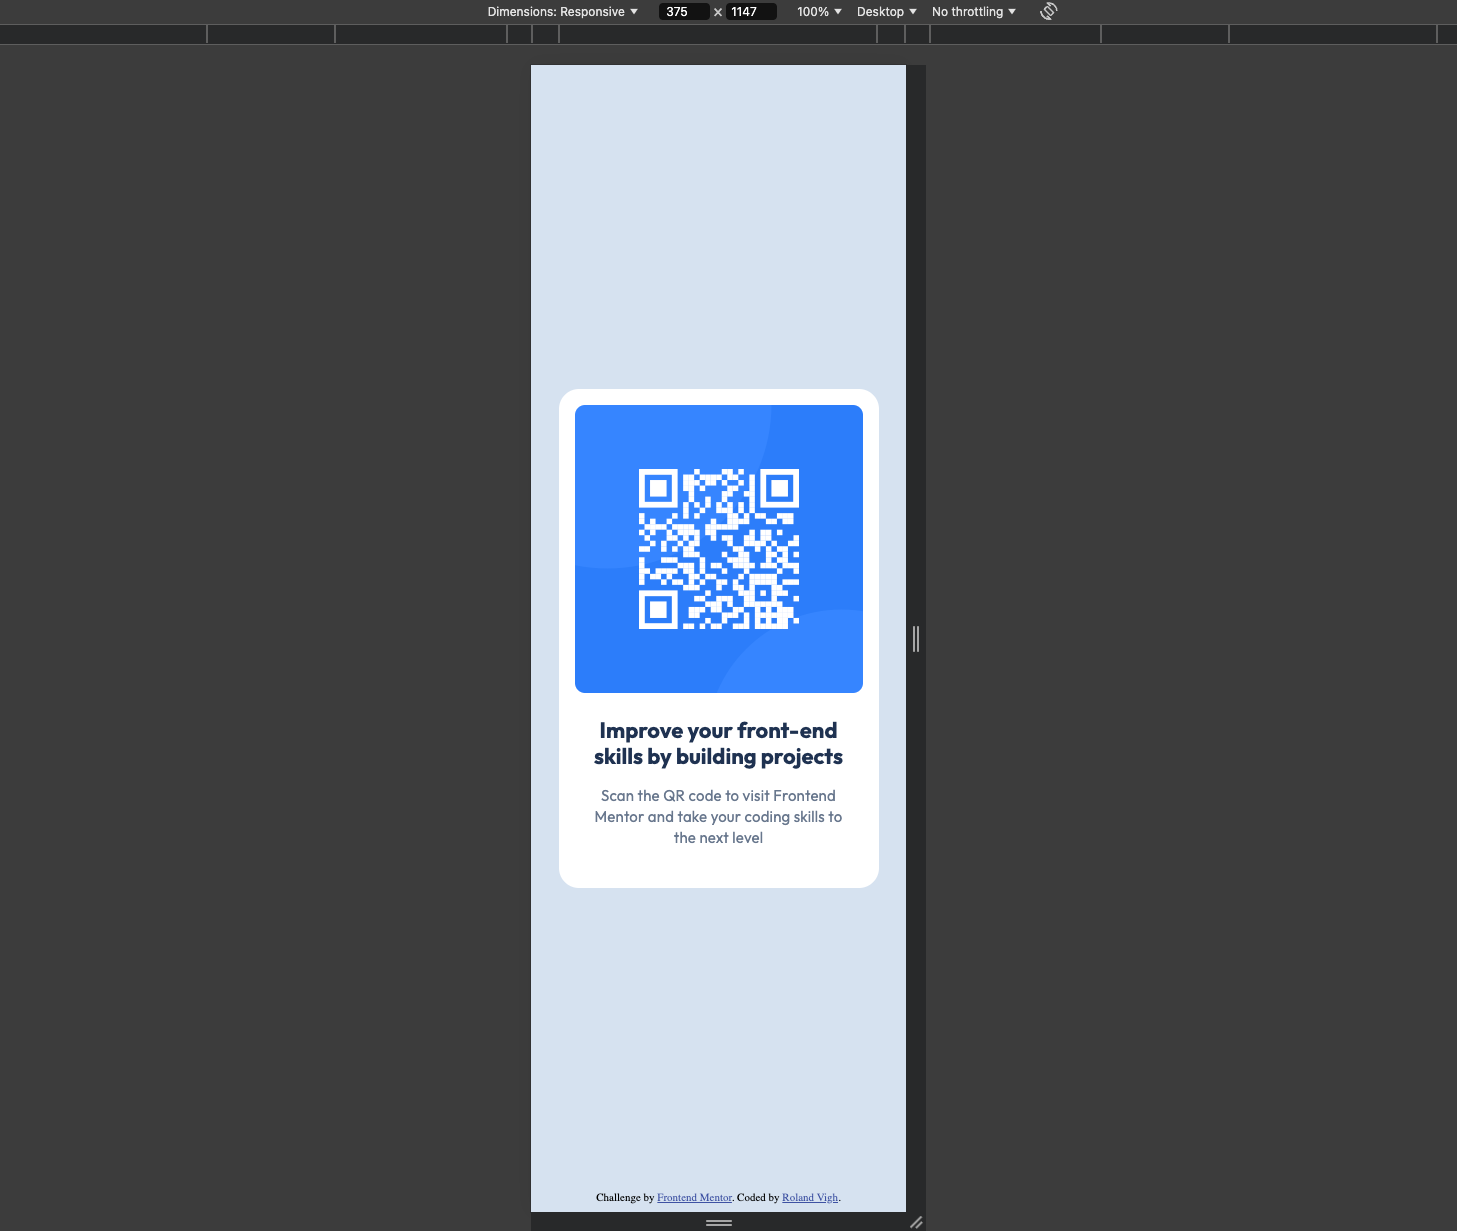 Dimensions: Responsive ▼ 375 × 1147 100% ▼ Desktop ▼ No throttling ▼
Improve your front-end
skills by building projects
Scan the QR code to visit Frontend
Mentor and take your coding skills to
the next level
Challenge by Frontend Mentor. Coded by Roland Vigh.